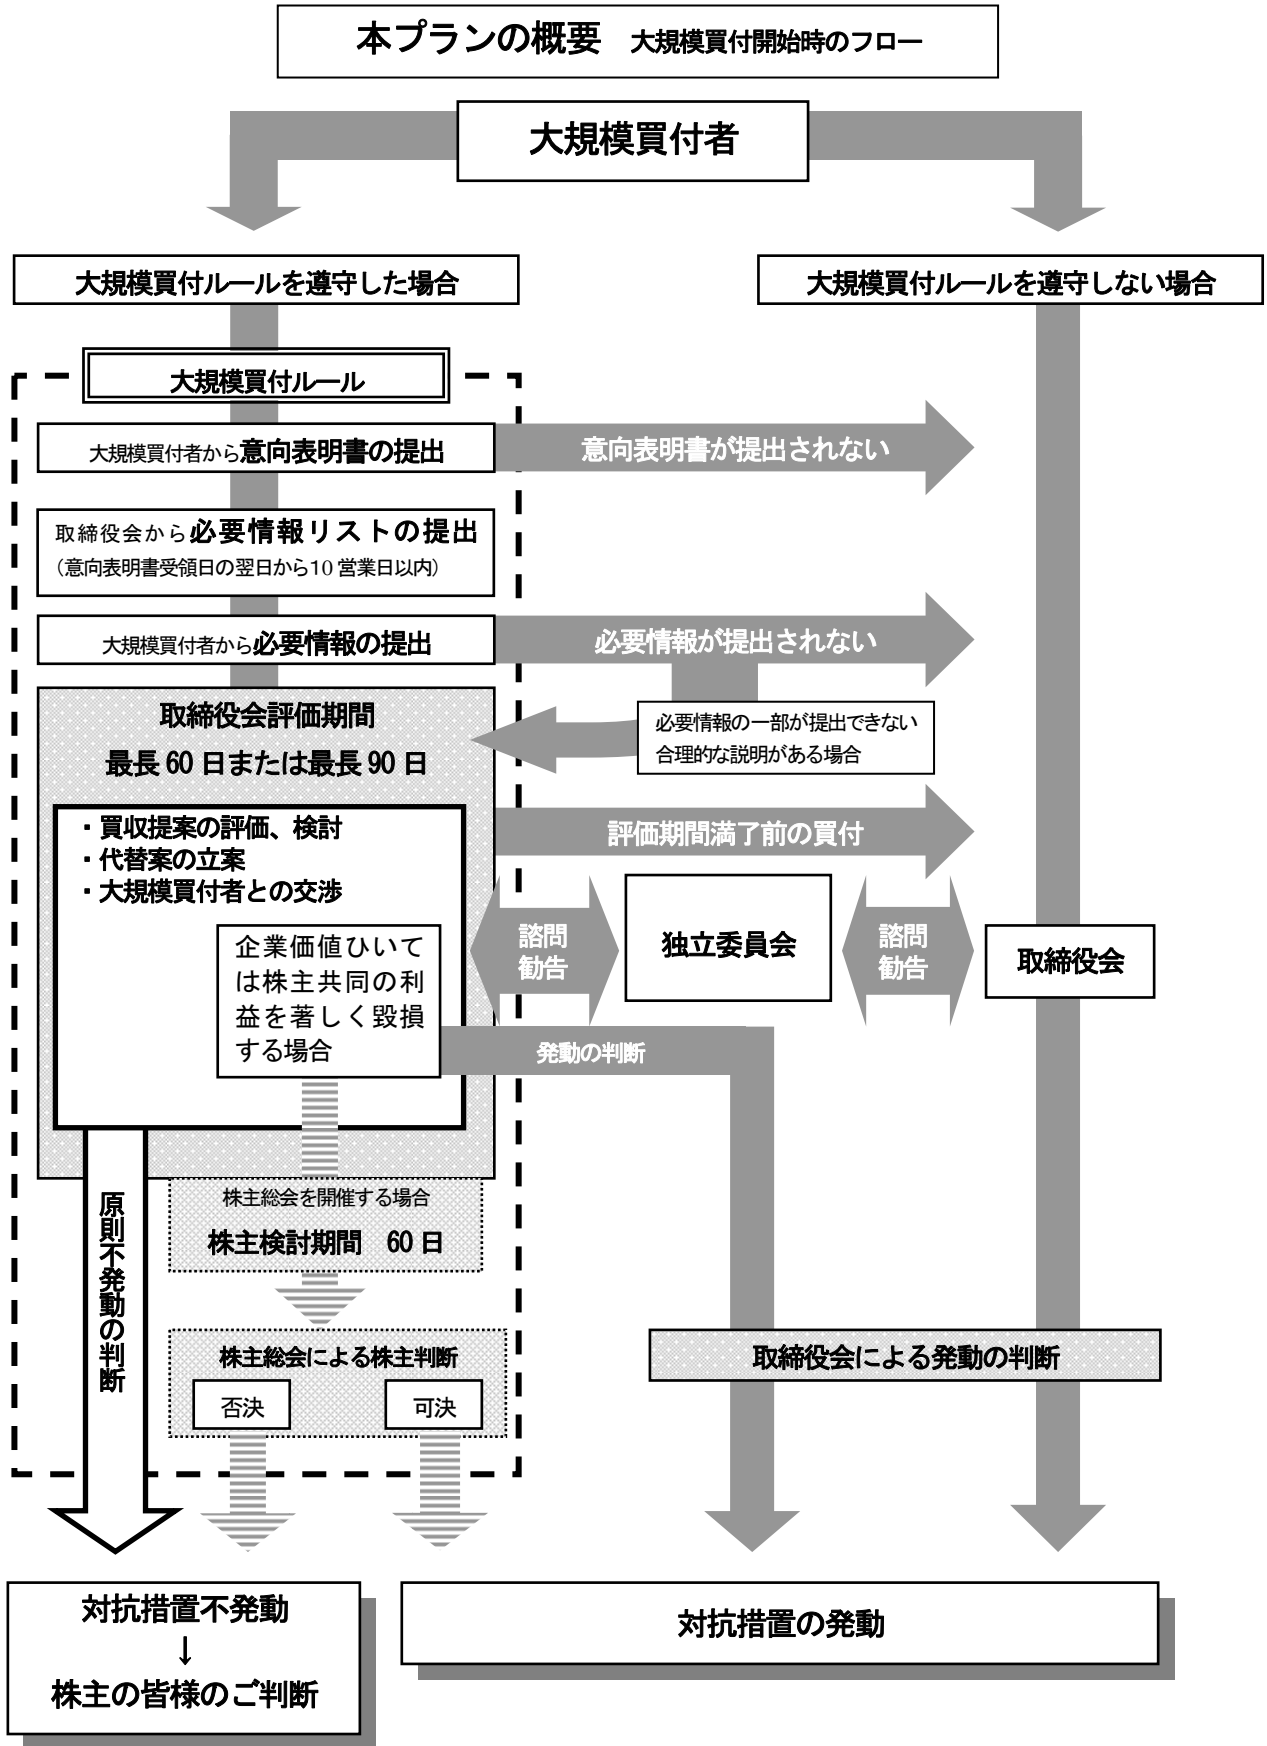 本プランの概要 大規模買付開始時のフロー
大規模買付者
大規模買付ルールを遵守した場合
大規模買付ルールを遵守しない場合
大規模買付ルール
大規模買付者から意向表明書の提出
意向表明書が提出されない
取締役会から必要情報リストの提出
（意向表明書受領日の翌日から10 営業日以内）
大規模買付者から必要情報の提出
必要情報が提出されない
必要情報の一部が提出できない
合理的な説明がある場合
取締役会評価期間
最長 60 日または最長 90 日
・買収提案の評価、検討
・代替案の立案
・大規模買付者との交渉
評価期間満了前の買付
企業価値ひいて
は株主共同の利
益を著しく毀損
する場合
諮問
勧告
独立委員会
諮問
勧告
取締役会
発動の判断
原則不発動の判断
株主総会を開催する場合
株主検討期間 60 日
株主総会による株主判断
否決
可決
取締役会による発動の判断
対抗措置不発動
↓
株主の皆様のご判断
対抗措置の発動